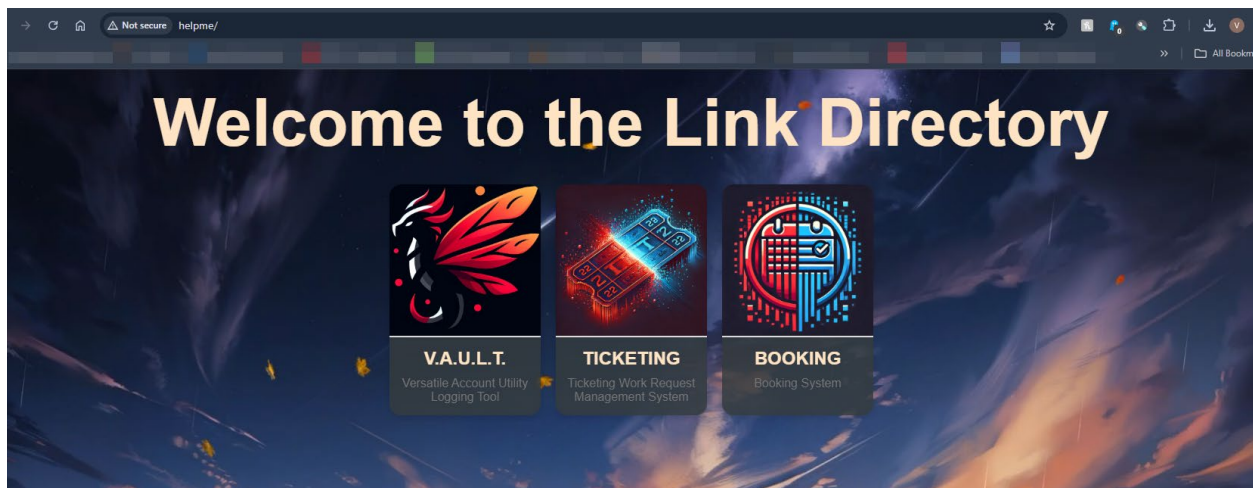 Not secure
helpme/
0
V
»
All Bookm
Welcome to the Link Directory
V.A.U.L.T.
Versatile Account Utility
Logging Tool
TICKETING
Ticketing Work Request
Management System
BOOKING
Booking System